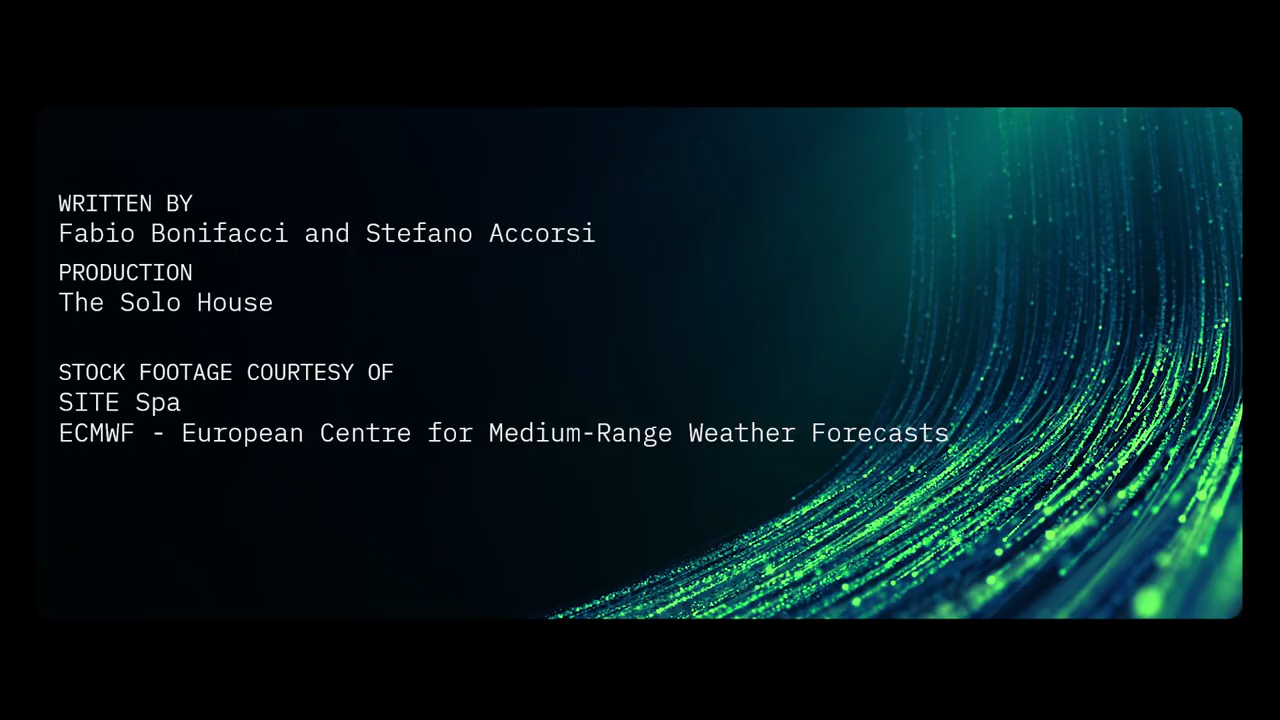 WRITTEN BY
Fabio Bonifacci and Stefano Accorsi
PRODUCTION
The Solo House
STOCK FOOTAGE COURTESY OF
SITE Spa
ECMWF - European Centre for Medium-Range Weather Forecasts